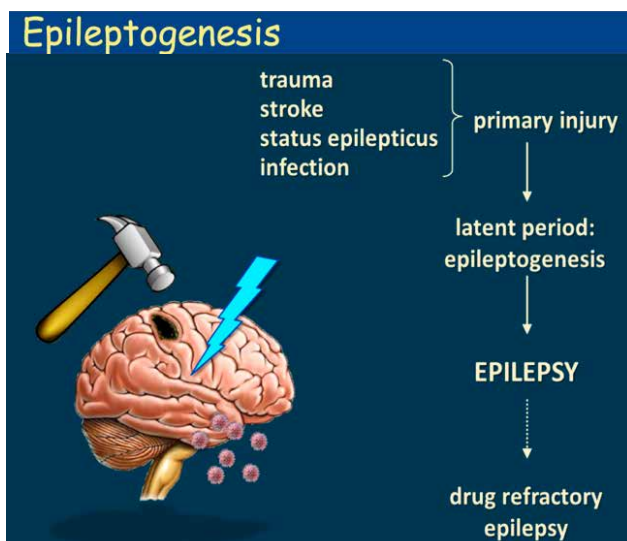 Epileptogenesis
trauma
stroke
status epilepticus
infection
primary injury
latent period:
epileptogenesis
EPILEPSY
drug refractory
epilepsy